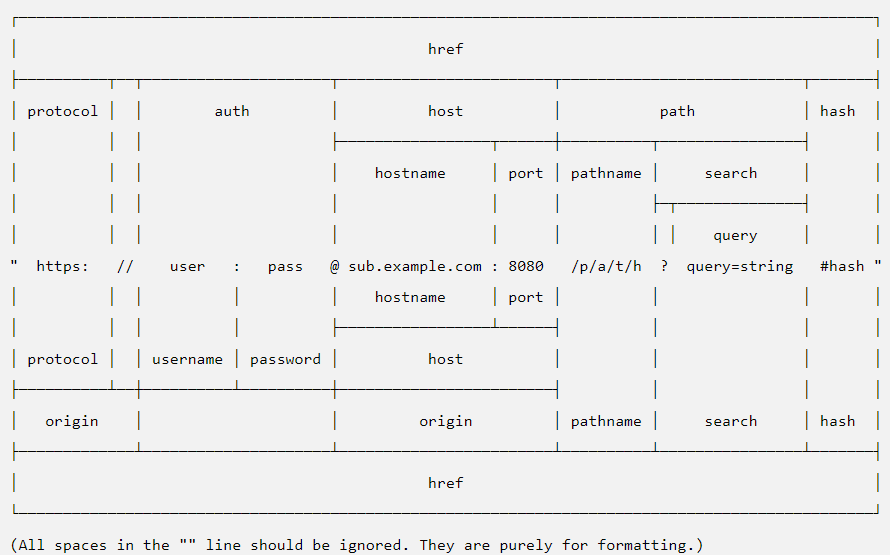 href
protocol auth host path hash
hostname port pathname search
query
" https: // user : pass @ sub.example.com : 8080 /p/a/t/h ? query=string #hash "
hostname port
protocol username password host
origin origin pathname search hash
href
(All spaces in the "" line should be ignored. They are purely for formatting.)